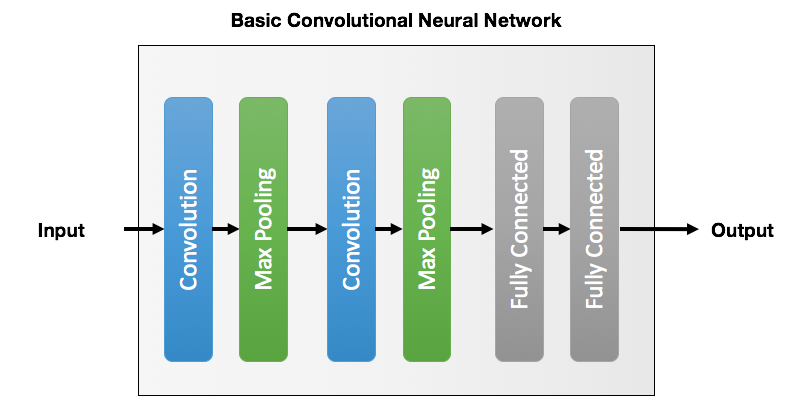 Basic Convolutional Neural Network
Input
Convolution
Max Pooling
Convolution
Max Pooling
Fully Connected
Fully Connected
Output